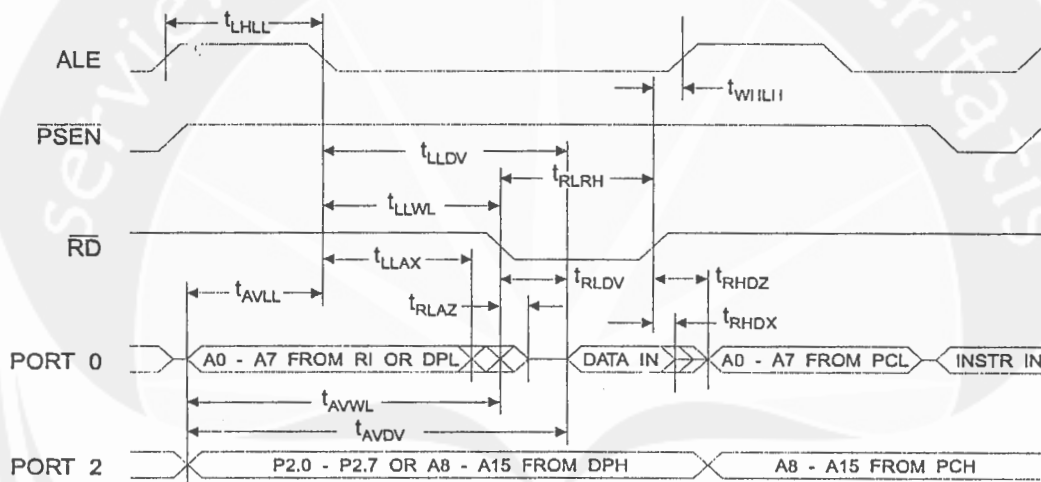 tLHLL
ALE
tWHLH
PSEN
tLLDV
tRLRH
tLLWL
RD
tLLAX
tRLDV
tRHDZ
tAVLL
tRLAZ
tRHDX
PORT 0
A0 - A7 FROM RI OR DPL
DATA IN
A0 - A7 FROM PCL
INSTR IN
tAVWL
tAVDV
PORT 2
P2.0 - P2.7 OR A8 - A15 FROM DPH
A8 - A15 FROM PCH